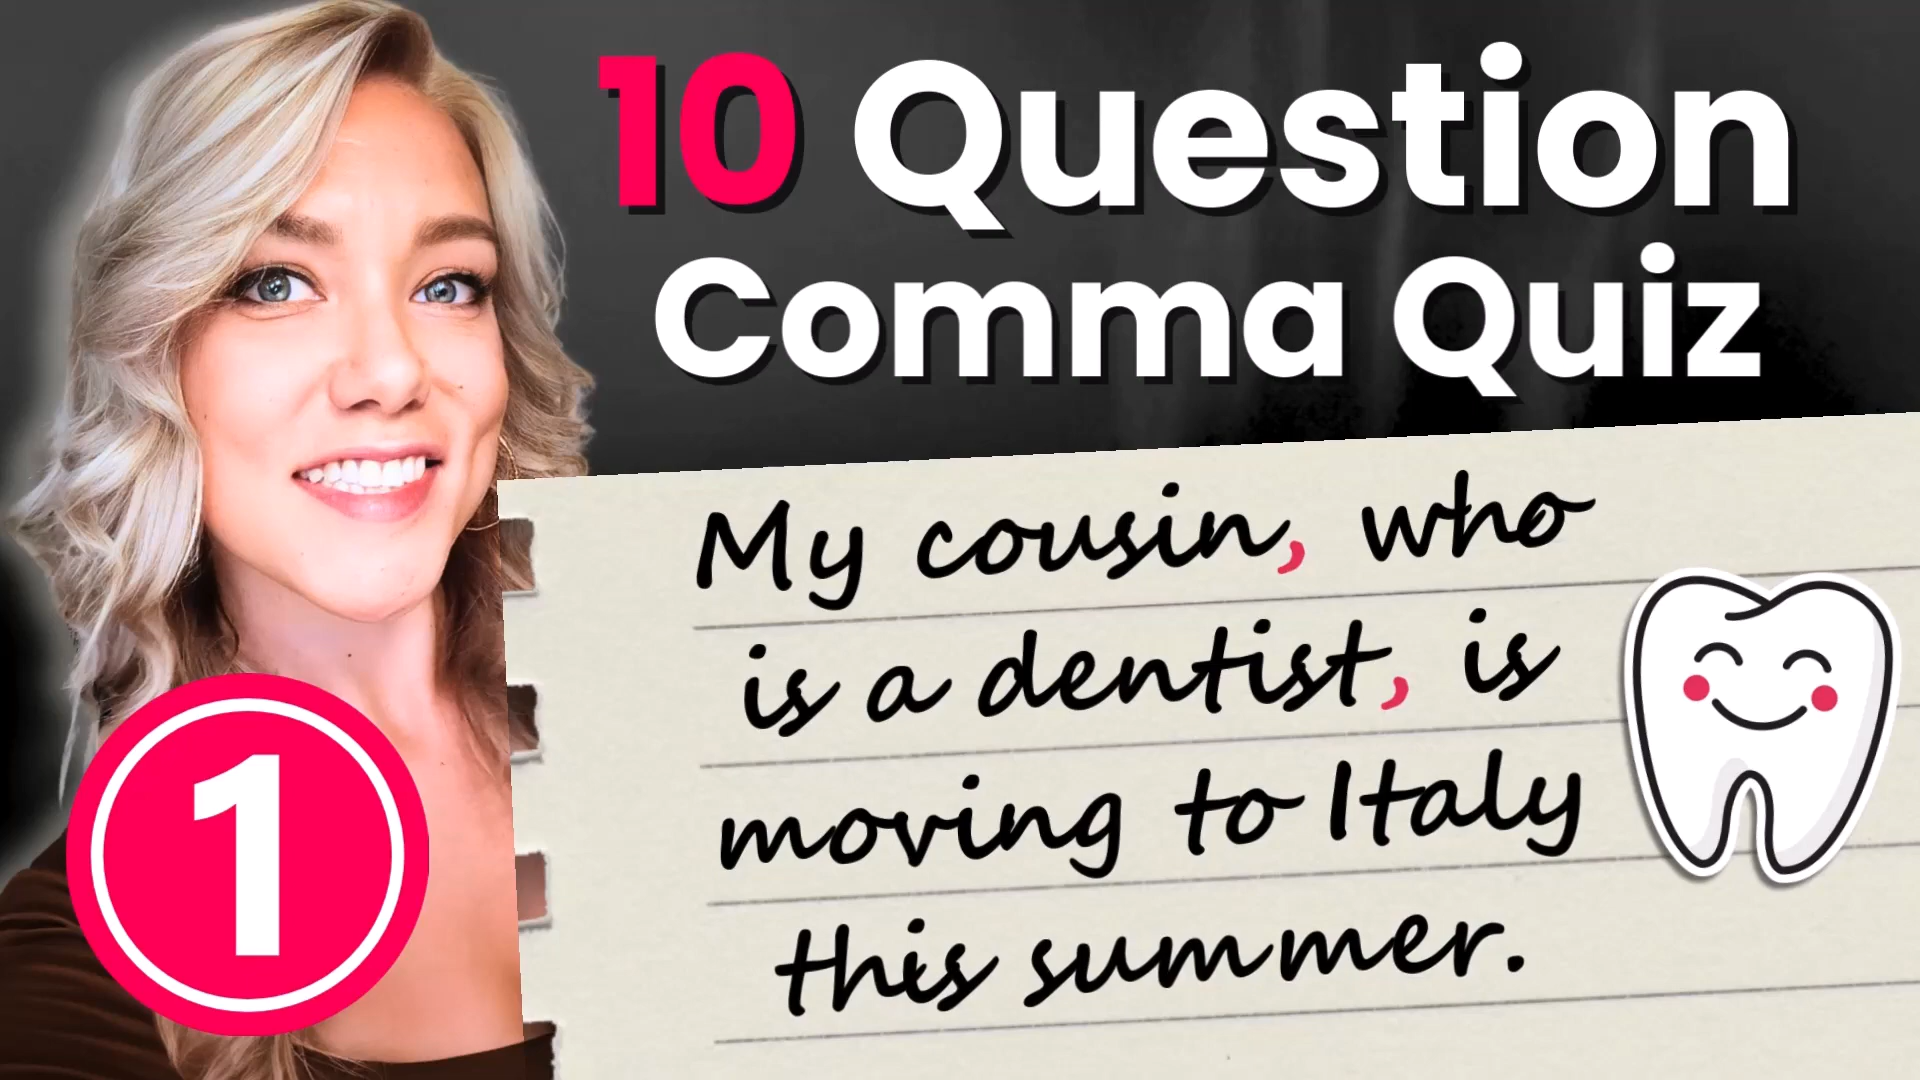 10 Question
Comma Quiz
My cousin, who
is a dentist, is
moving to Italy
this summer.
1